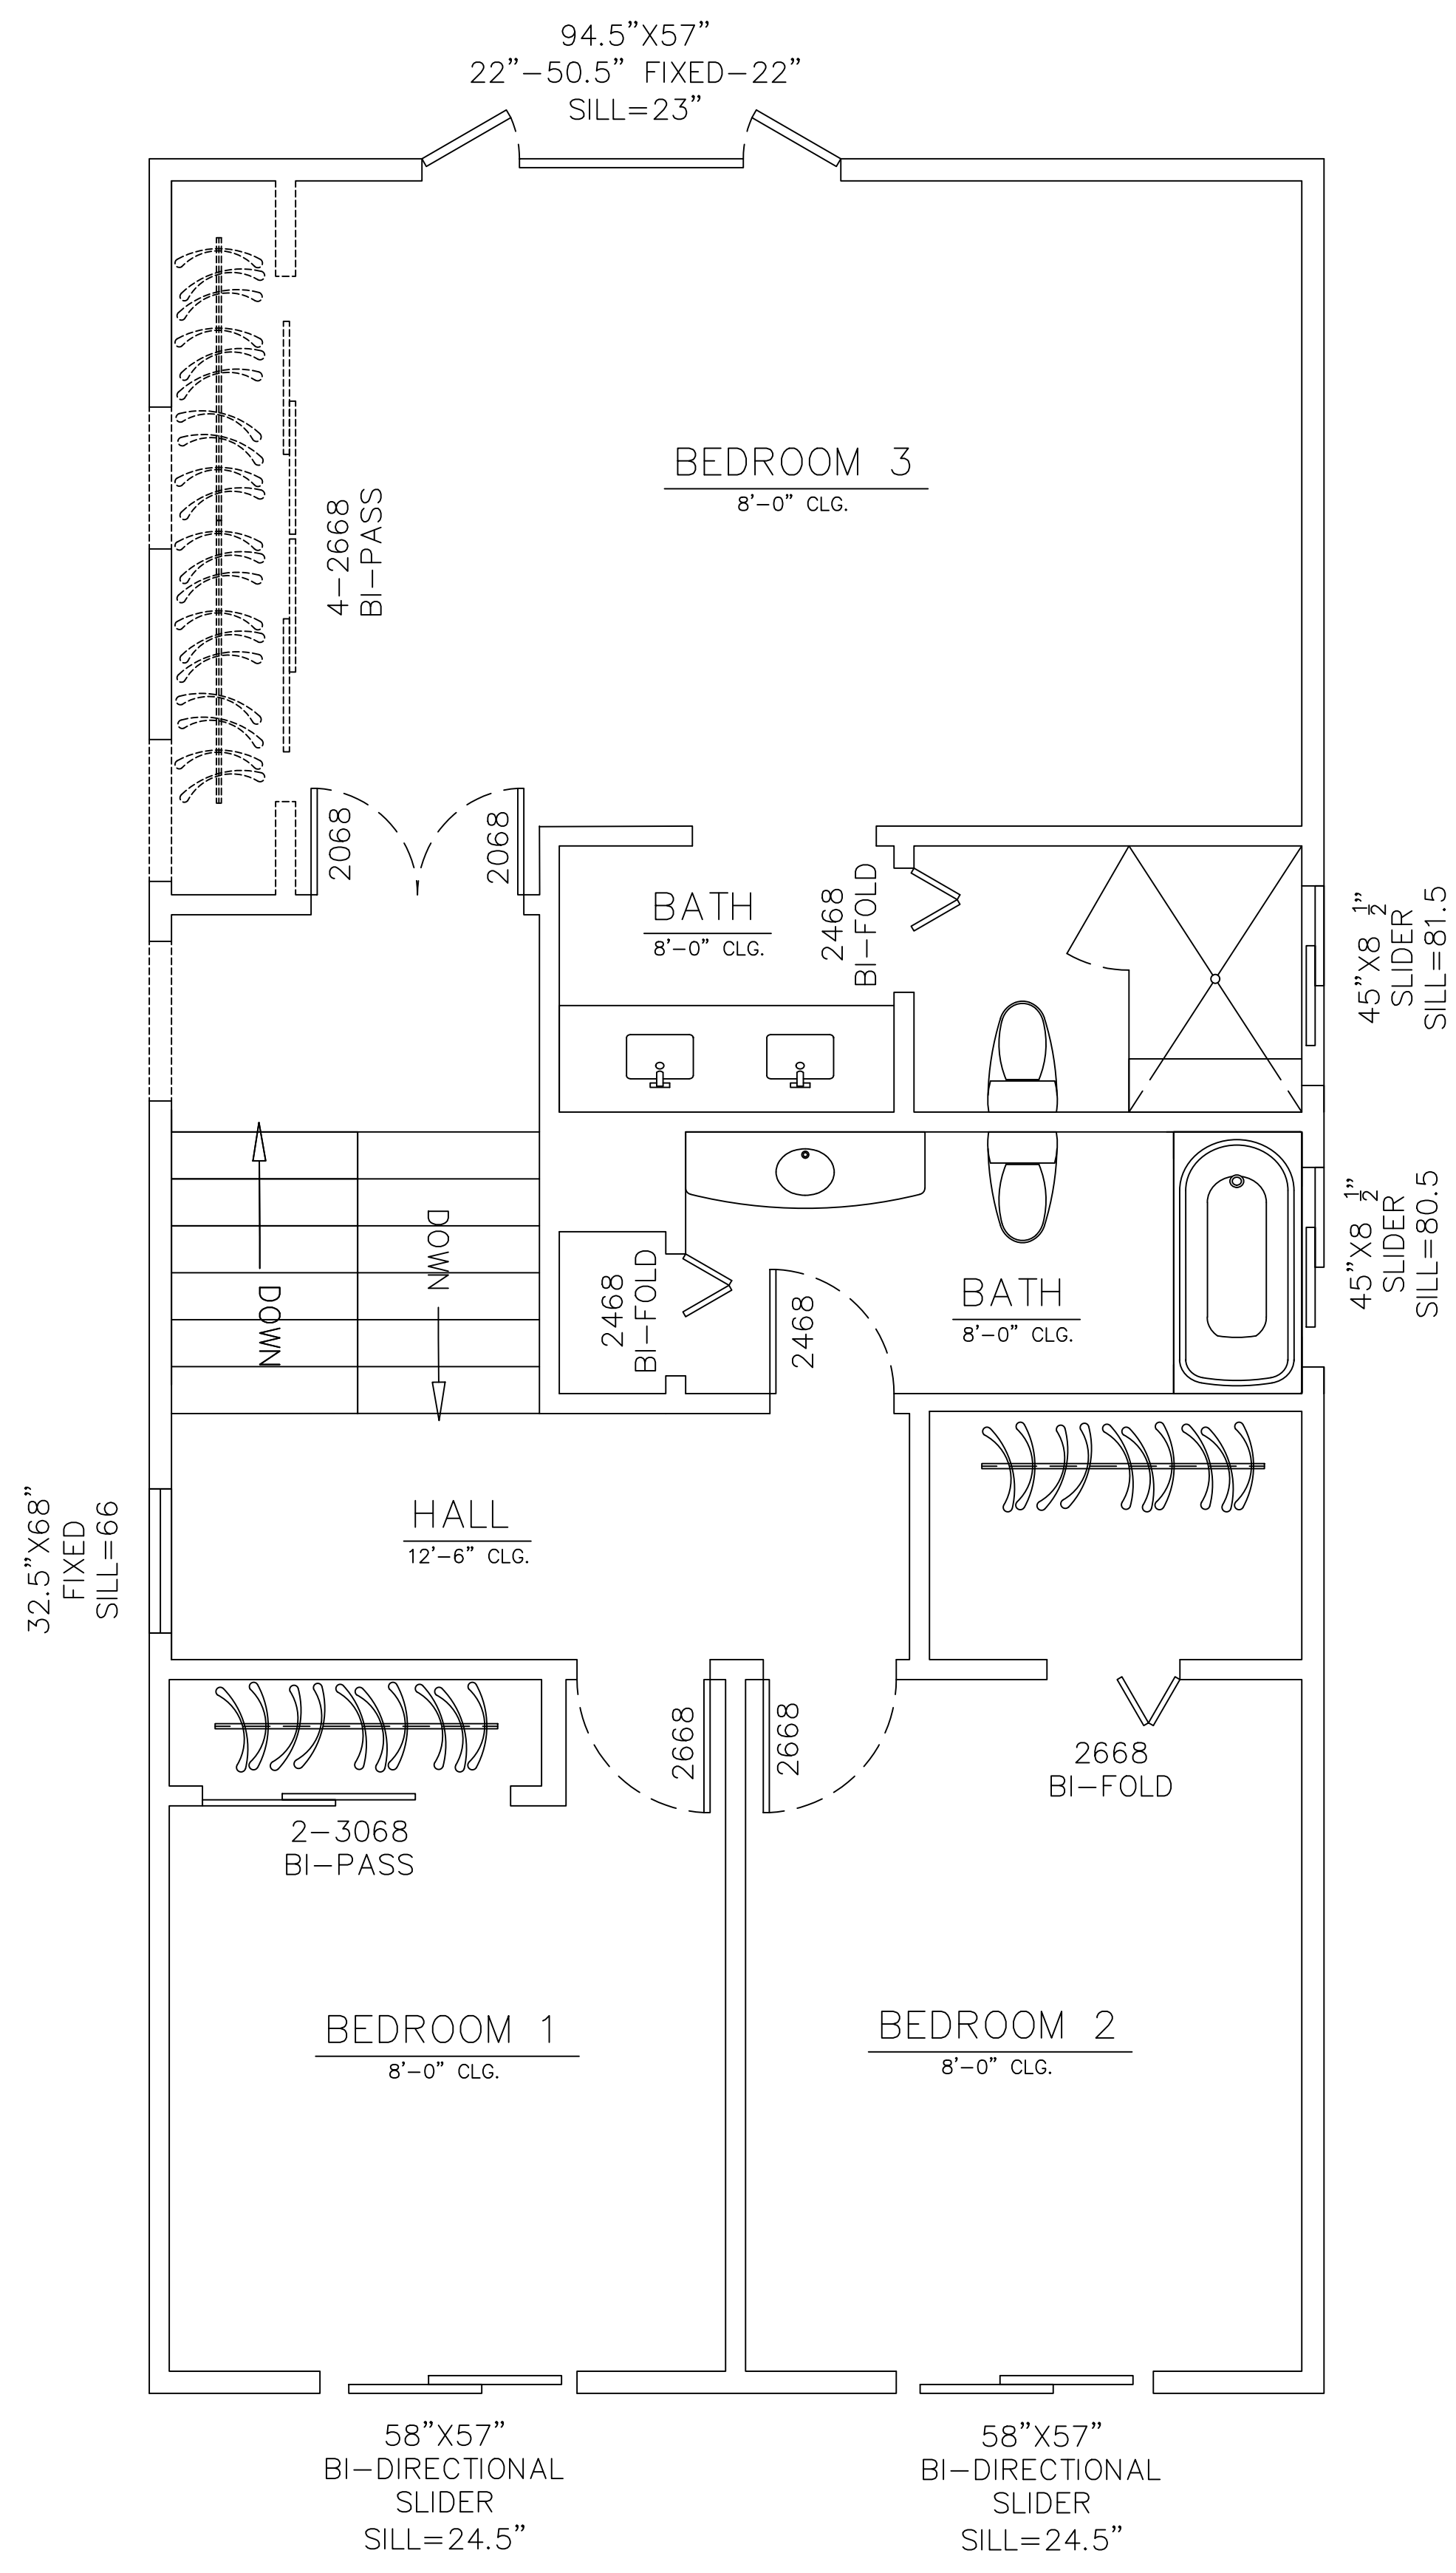 94.5”X57”
22”–50.5” FIXED–22”
SILL=23”
BEDROOM 3
8’–0” CLG.
4–2668
BI–PASS
2068
2068
BATH
8’–0” CLG.
2468
BI–FOLD
45”X8 1/2”
SLIDER
SILL=81.5
DOWN
DOWN
2468
BI–FOLD
2468
BATH
8’–0” CLG.
45”X8 1/2”
SLIDER
SILL=80.5
32.5”X68”
FIXED
SILL=66
HALL
12’–6” CLG.
2668
2668
2668
BI–FOLD
2–3068
BI–PASS
BEDROOM 1
8’–0” CLG.
BEDROOM 2
8’–0” CLG.
58”X57”
BI–DIRECTIONAL
SLIDER
SILL=24.5”
58”X57”
BI–DIRECTIONAL
SLIDER
SILL=24.5”